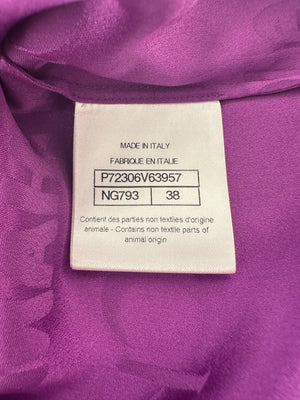 MADE IN ITALY
FABRIQUE EN ITALIE
P72306V63957
NG793 38
Contient des parties non textiles d'origine
animale - Contains non textile parts of
animal origin